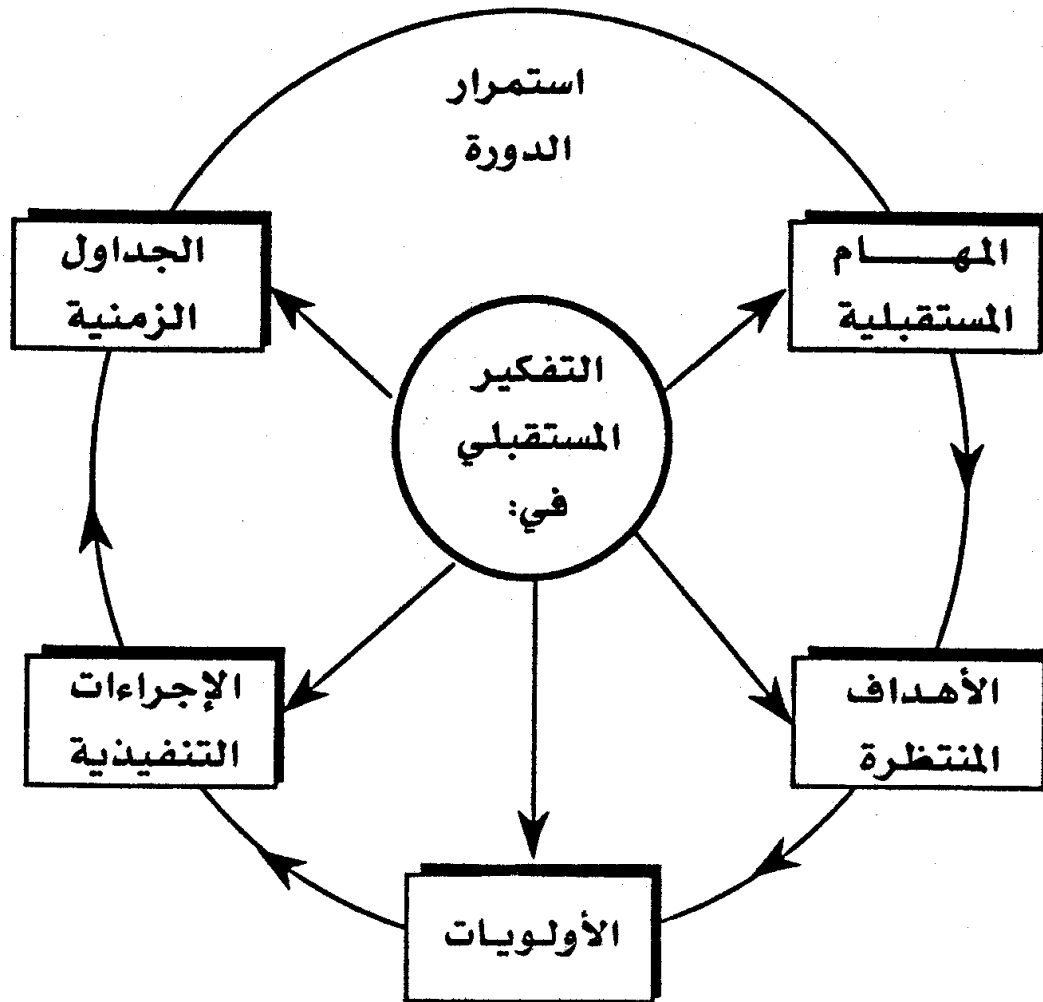 استمرار
الدورة
المهام
المستقبلية
الجداول
الزمنية
التفكير
المستقبلي
في:
الأهداف
المنتظرة
الإجراءات
التنفيذية
الأولويات